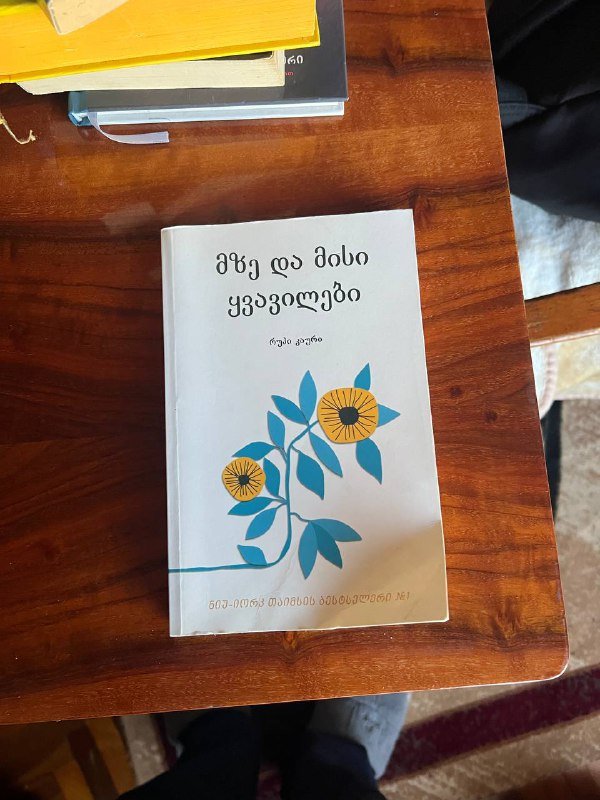 მზე და მისი
ყვავილები
რუპი კაური
ნიუ-იორკ თაიმსის ბესტსელერი №1